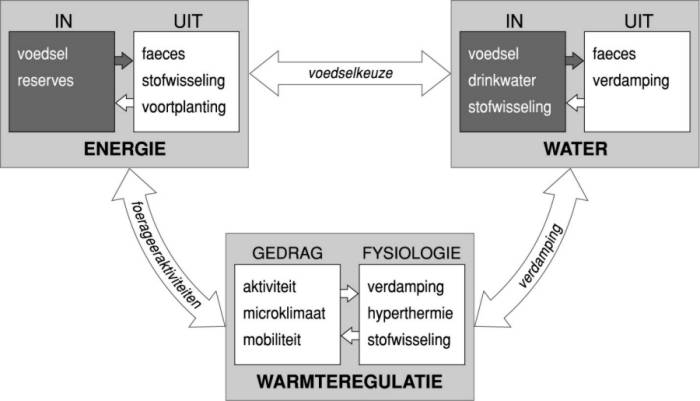 IN UIT
voedsel
reserves
faeces
stofwisseling
voortplanting
ENERGIE
voedselkeuze
IN UIT
voedsel
drinkwater
stofwisseling
faeces
verdamping
WATER
foerageeraktiviteiten
verdamping
GEDRAG FYSIOLOGIE
aktiviteit
microklimaat
mobiliteit
verdamping
hyperthermie
stofwisseling
WARMTEREGULATIE